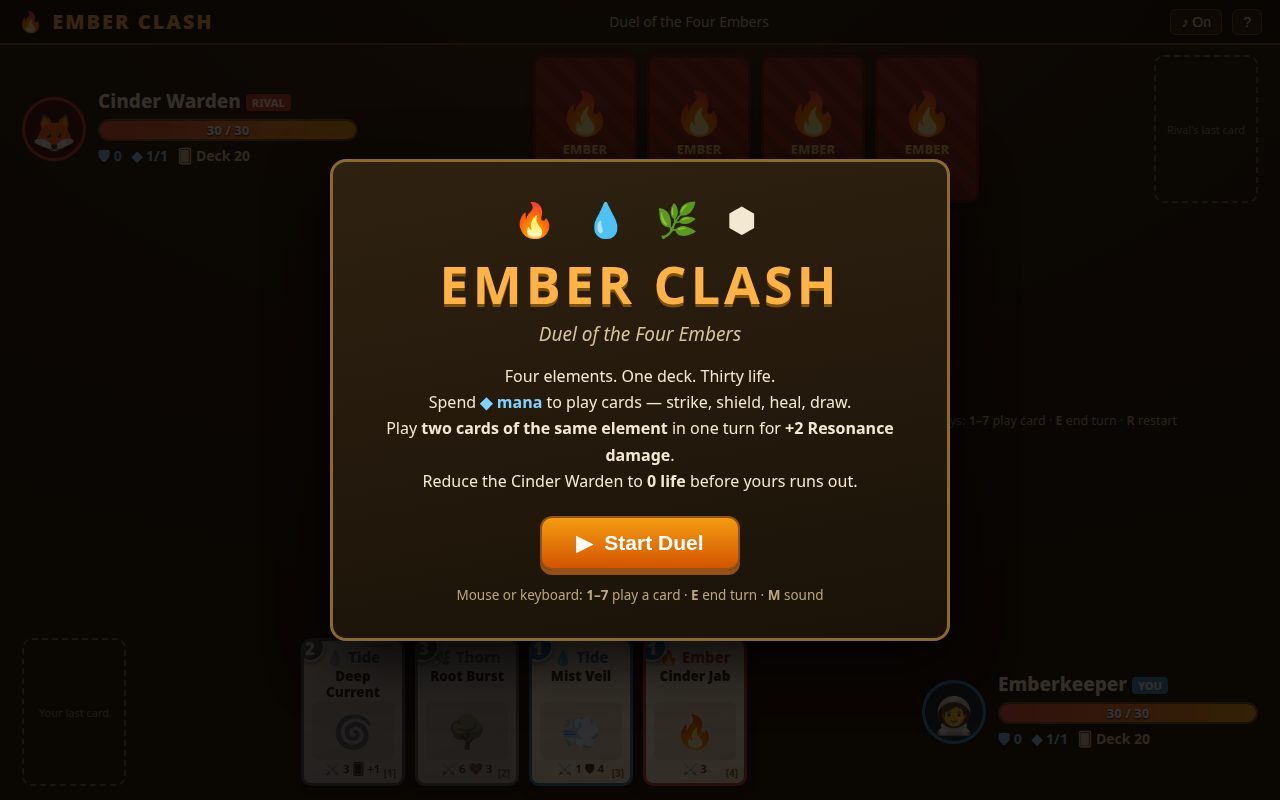 🔥 EMBER CLASH
Duel of the Four Embers
♪ On
?
Cinder Warden RIVAL
30 / 30
0 1/1 Deck 20
EMBER EMBER EMBER EMBER
Rival's last card
EMBER CLASH
Duel of the Four Embers
Four elements. One deck. Thirty life.
Spend ◆ mana to play cards — strike, shield, heal, draw.
Play two cards of the same element in one turn for +2 Resonance
damage.
Reduce the Cinder Warden to 0 life before yours runs out.
▶ Start Duel
Mouse or keyboard: 1–7 play a card · E end turn · M sound
1–7 play card · E end turn · R restart
Your last card
2 Tide
Deep
Current
3 +1 [1]
3 Thorn
Root Burst
6 3 [2]
1 Tide
Mist Veil
1 4 [3]
1 Ember
Cinder Jab
3 [4]
Emberkeeper YOU
30 / 30
0 1/1 Deck 20